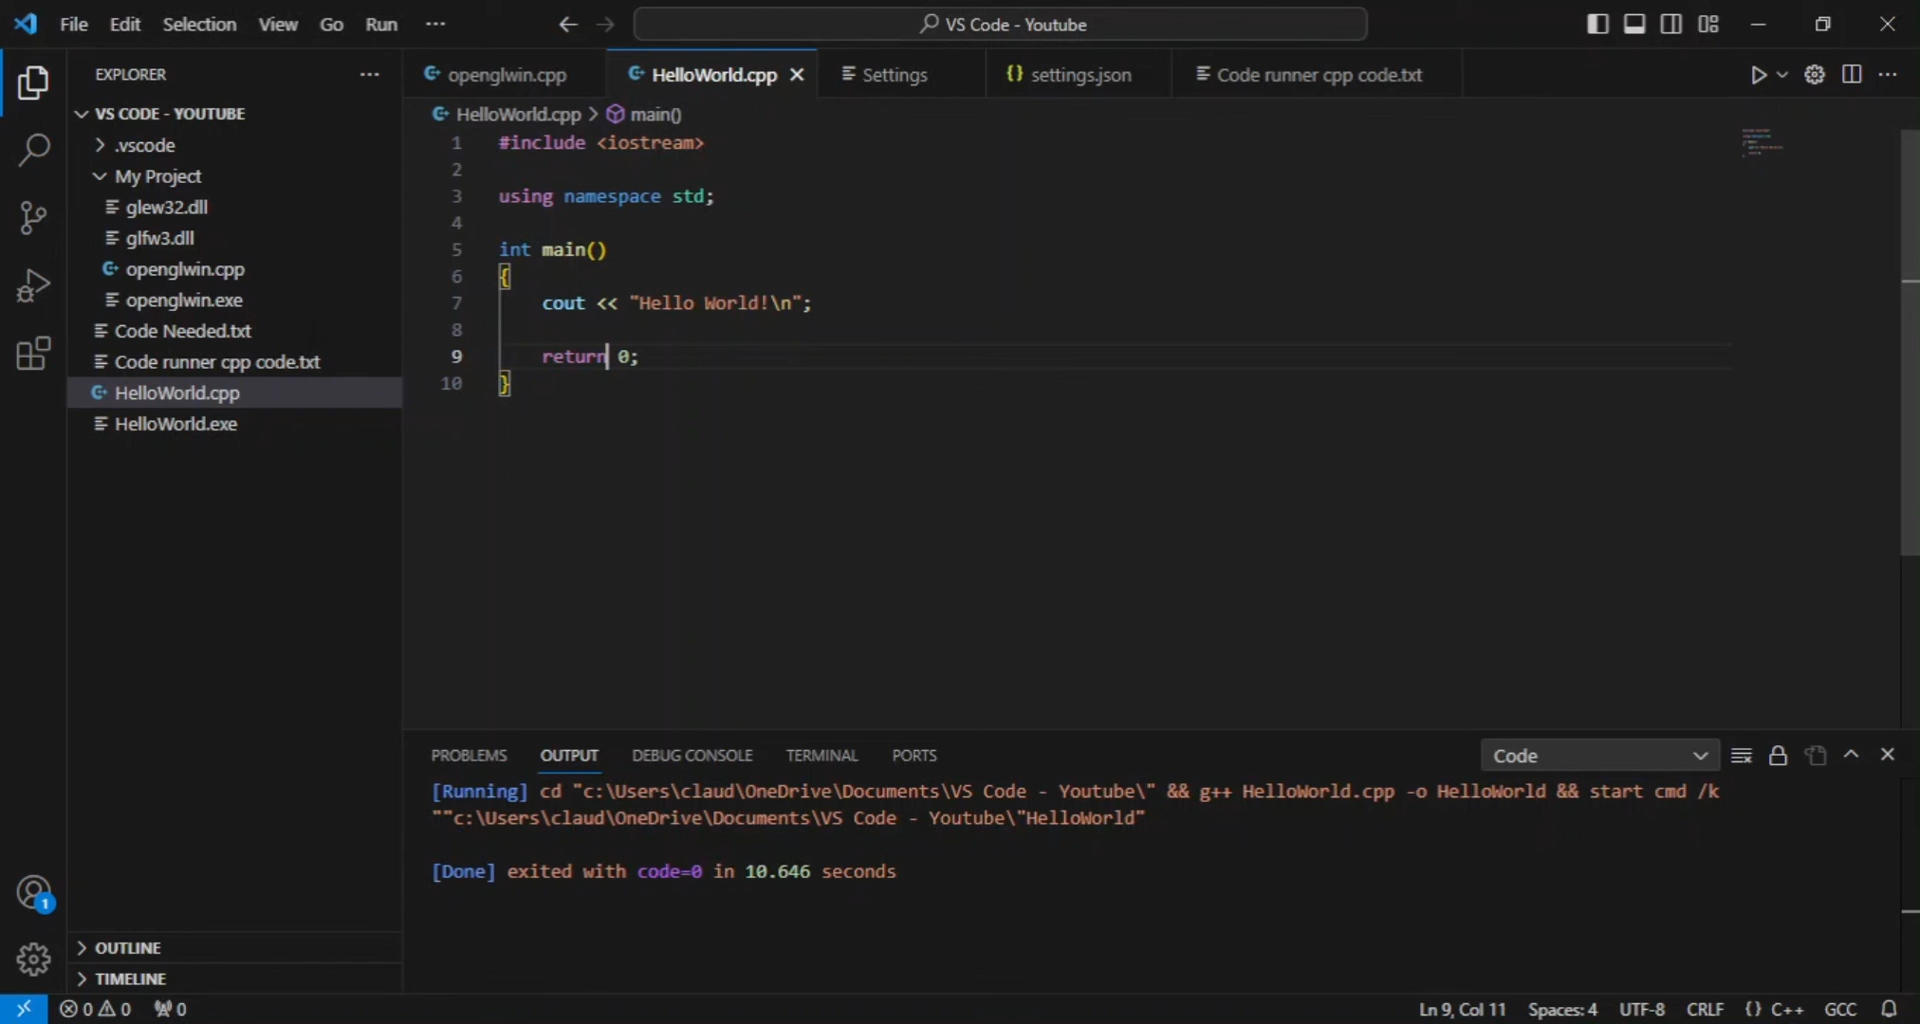 File Edit Selection View Go Run ··· VS Code - Youtube
EXPLORER ···
VS CODE - YOUTUBE
.vscode
My Project
glew32.dll
glfw3.dll
openglwin.cpp
openglwin.exe
Code Needed.txt
Code runner cpp code.txt
HelloWorld.cpp
HelloWorld.exe
OUTLINE
TIMELINE
openglwin.cpp HelloWorld.cpp Settings {} settings.json Code runner cpp code.txt
HelloWorld.cpp > main()
1 #include <iostream>
2
3 using namespace std;
4
5 int main()
6 {
7 cout << "Hello World!\n";
8
9 return 0;
10 }
PROBLEMS OUTPUT DEBUG CONSOLE TERMINAL PORTS Code
[Running] cd "c:\Users\claud\OneDrive\Documents\VS Code - Youtube\" && g++ HelloWorld.cpp -o HelloWorld && start cmd /k
""c:\Users\claud\OneDrive\Documents\VS Code - Youtube\"HelloWorld"
[Done] exited with code=0 in 10.646 seconds
1
0 0 0 Ln 9, Col 11 Spaces: 4 UTF-8 CRLF {} C++ GCC